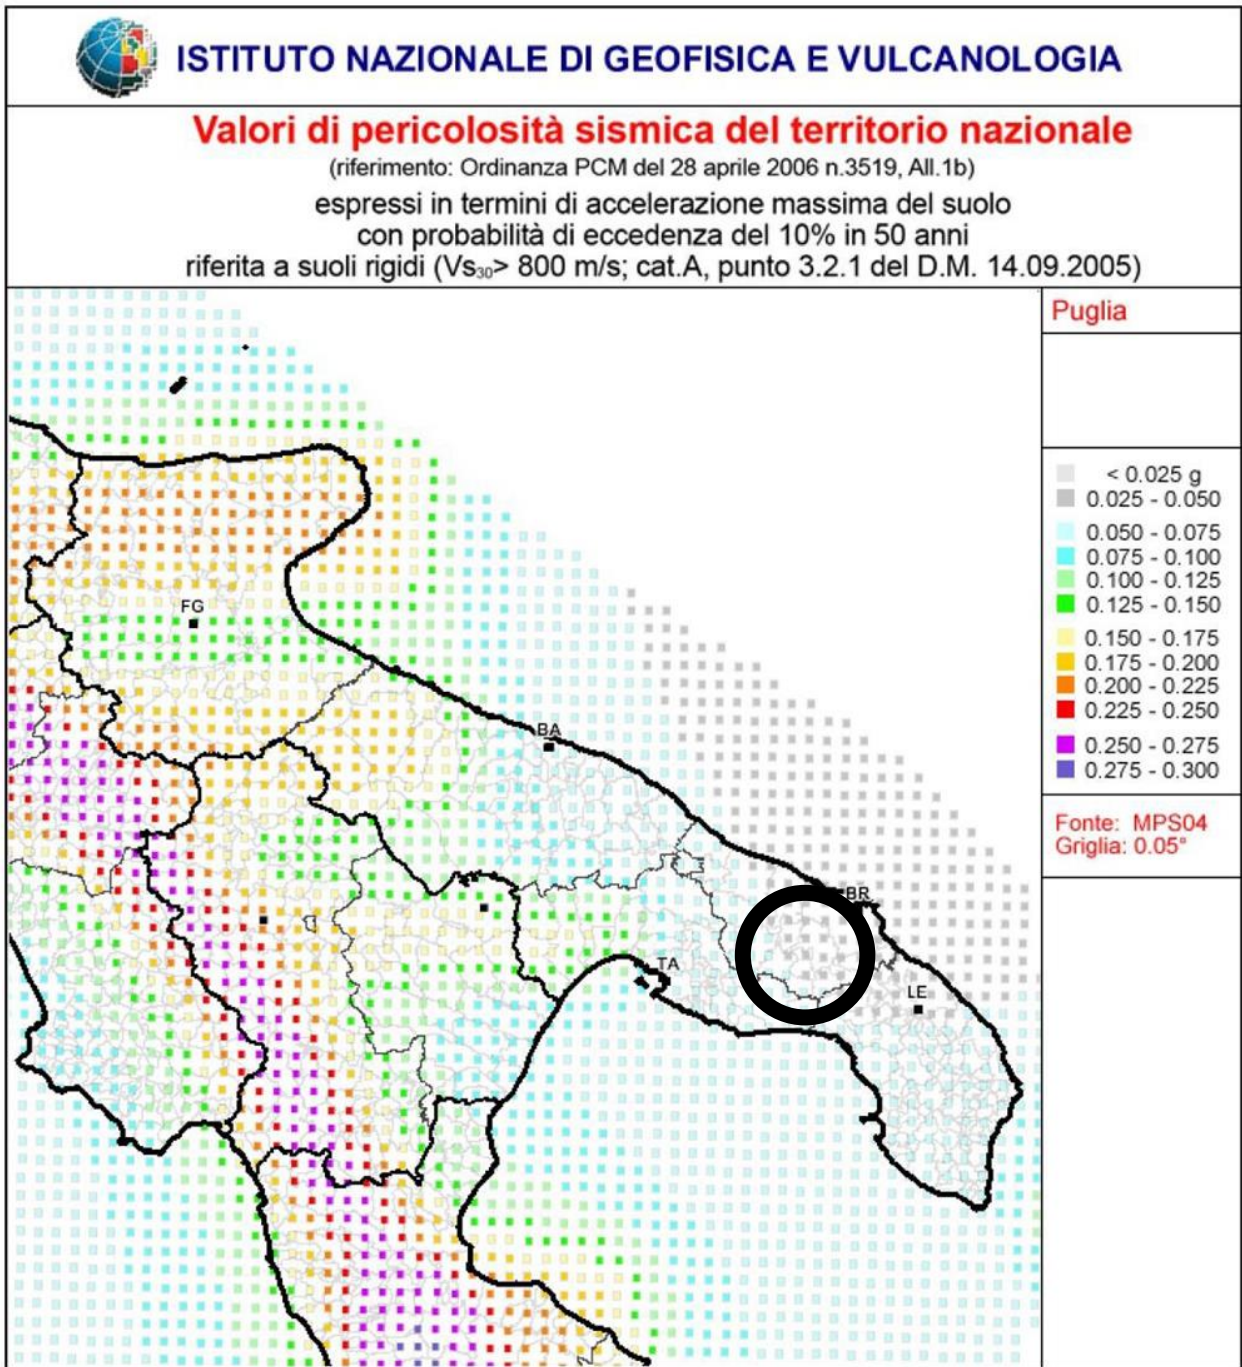 ISTITUTO NAZIONALE DI GEOFISICA E VULCANOLOGIA
Valori di pericolosità sismica del territorio nazionale
(riferimento: Ordinanza PCM del 28 aprile 2006 n.3519, All.1b)
espressi in termini di accelerazione massima del suolo
con probabilità di eccedenza del 10% in 50 anni
riferita a suoli rigidi (Vs₃₀> 800 m/s; cat.A, punto 3.2.1 del D.M. 14.09.2005)
Puglia
< 0.025 g
0.025 - 0.050
0.050 - 0.075
0.075 - 0.100
0.100 - 0.125
0.125 - 0.150
0.150 - 0.175
0.175 - 0.200
0.200 - 0.225
0.225 - 0.250
0.250 - 0.275
0.275 - 0.300
Fonte: MPS04
Griglia: 0.05°
FG
BA
BR
TA
LE